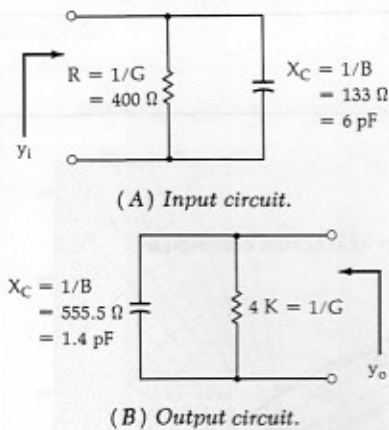 R = 1/G
= 400 Ω
X_C = 1/B
= 133 Ω
= 6 pF
y_i
(A) Input circuit.
X_C = 1/B
= 555.5 Ω
= 1.4 pF
4 K = 1/G
y_o
(B) Output circuit.